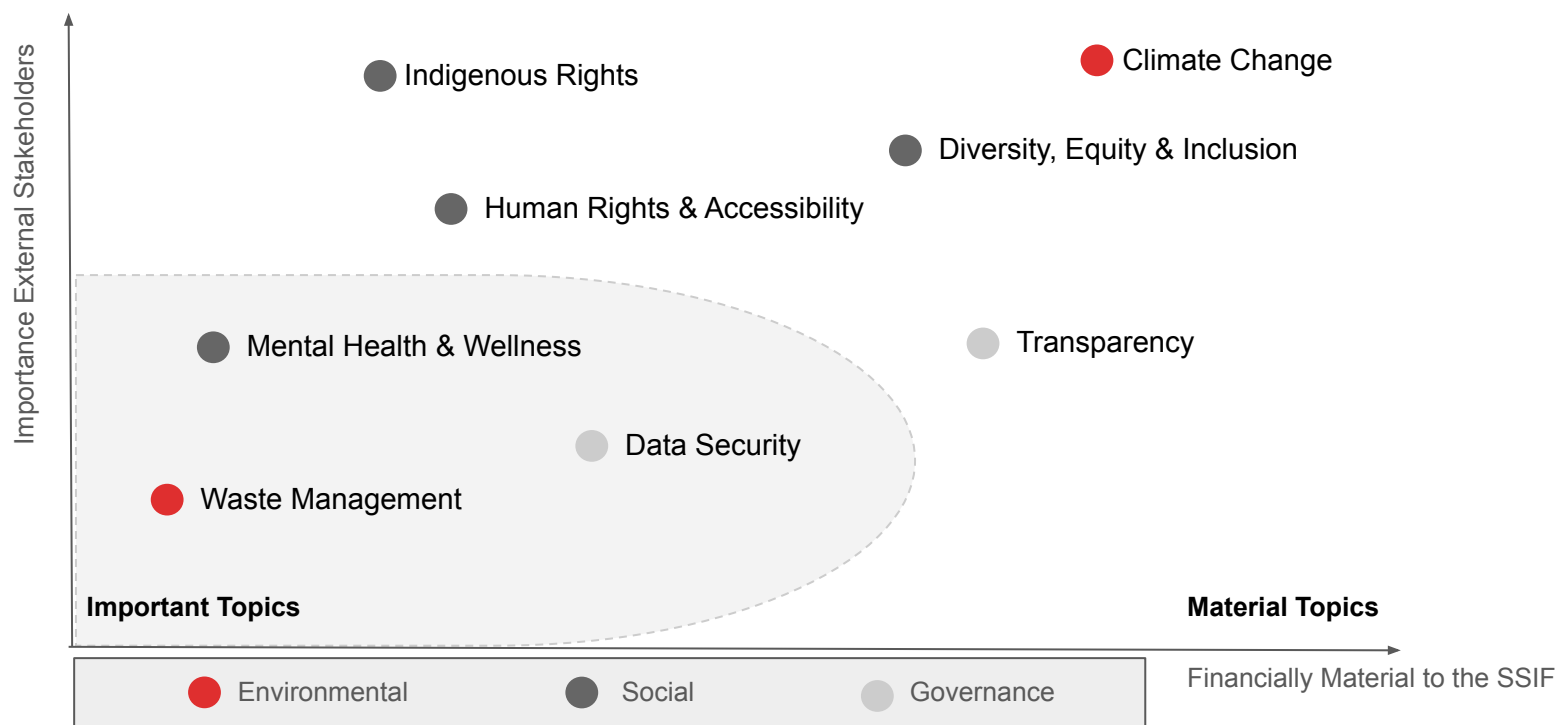 Importance External Stakeholders
Indigenous Rights
Climate Change
Diversity, Equity & Inclusion
Human Rights & Accessibility
Mental Health & Wellness
Transparency
Data Security
Waste Management
Important Topics
Material Topics
Financially Material to the SSIF
Environmental
Social
Governance